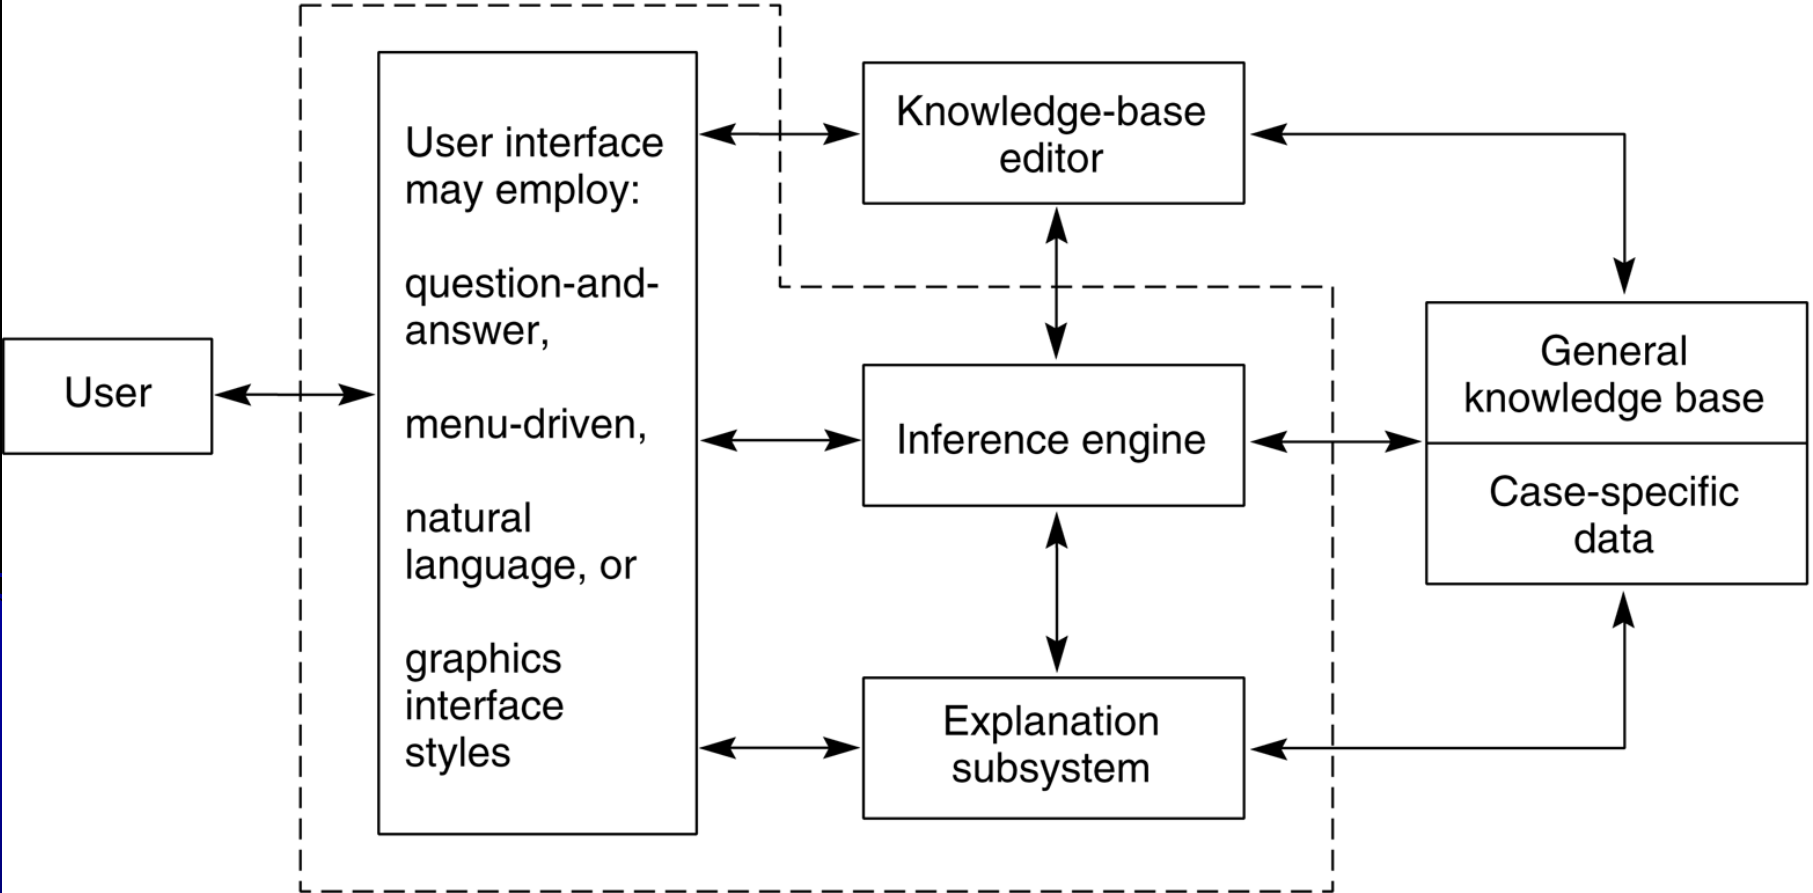 User
User interface
may employ:
question-and-
answer,
menu-driven,
natural
language, or
graphics
interface
styles
Knowledge-base
editor
Inference engine
Explanation
subsystem
General
knowledge base
Case-specific
data